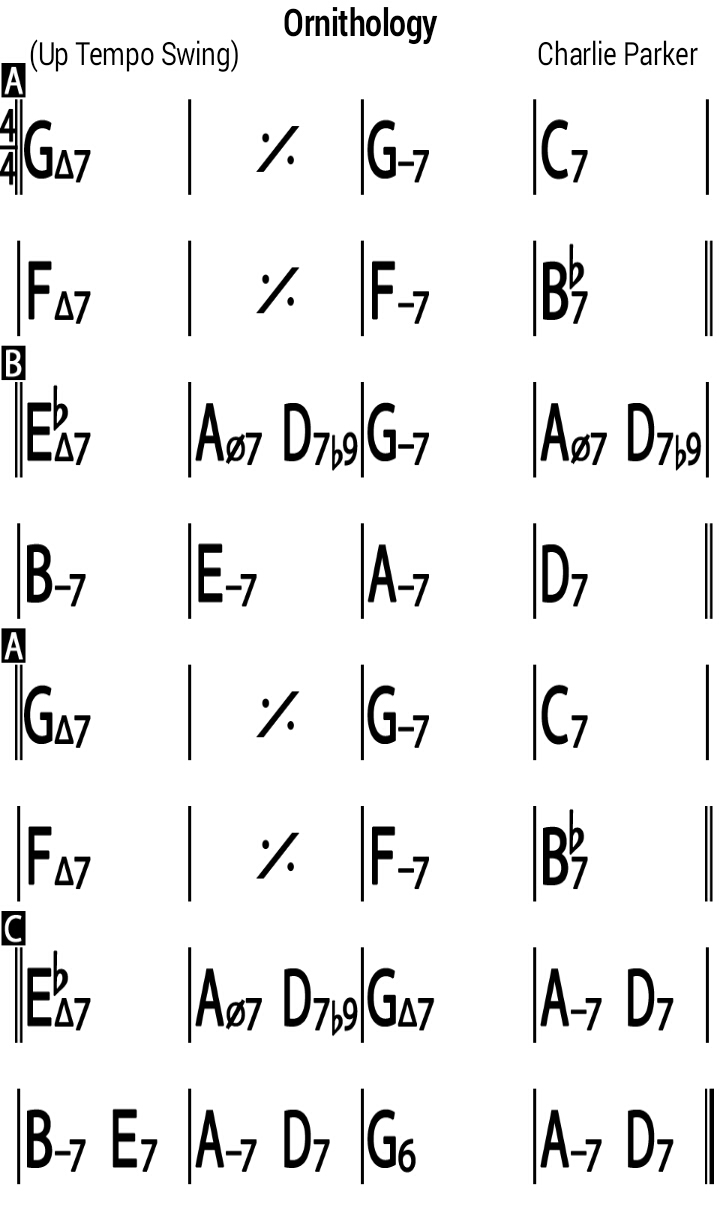 Ornithology
(Up Tempo Swing) Charlie Parker
A
4/4 GΔ7 | 𝄎 | G–7 | C7
F Δ7 | 𝄎 | F–7 | B♭7
B
E♭Δ7 | Aø7 D7♭9 | G–7 | Aø7 D7♭9
B–7 | E–7 | A–7 | D7
A
GΔ7 | 𝄎 | G–7 | C7
FΔ7 | 𝄎 | F–7 | B♭7
C
E♭Δ7 | Aø7 D7♭9 | GΔ7 | A–7 D7
B–7 E7 | A–7 D7 | G6 | A–7 D7